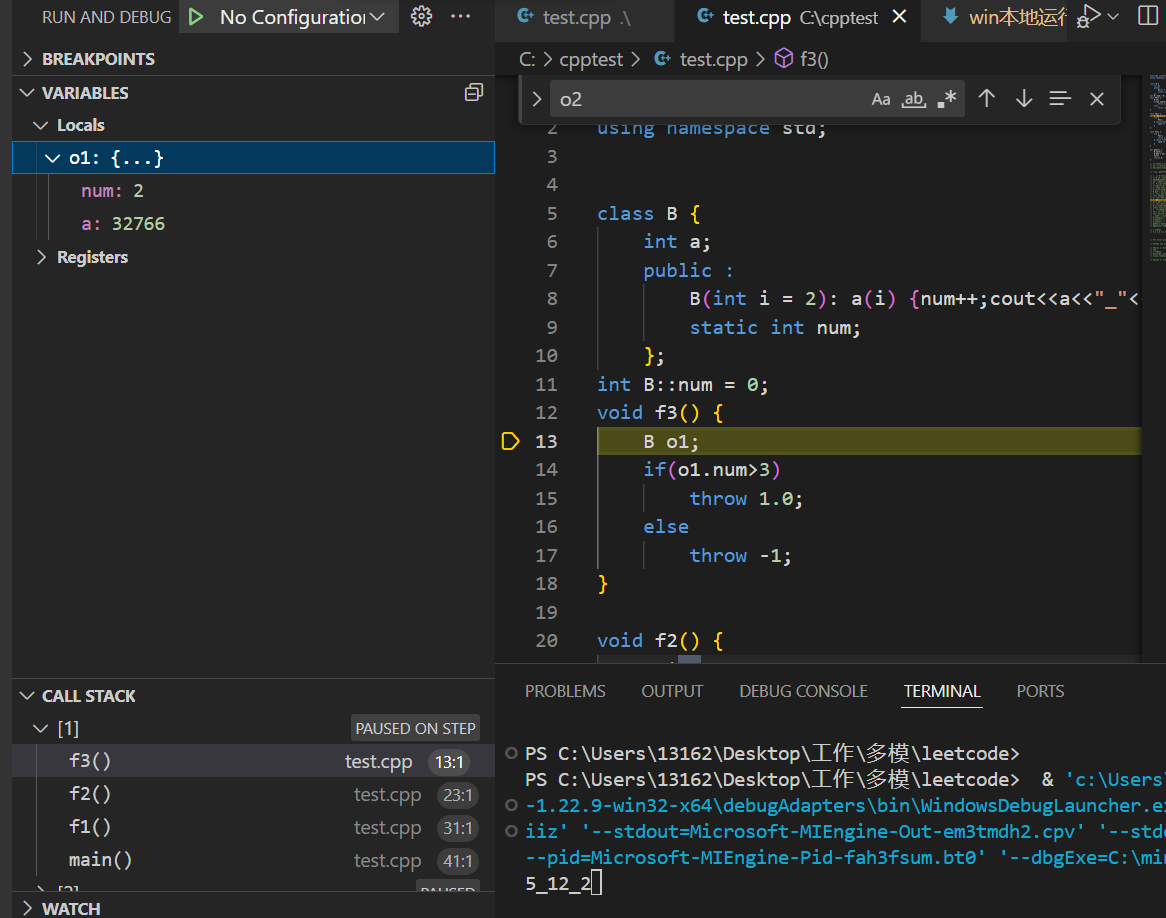 RUN AND DEBUG No Configuration
BREAKPOINTS
VARIABLES
Locals
o1: {...}
num: 2
a: 32766
Registers
CALL STACK
[1] PAUSED ON STEP
f3() test.cpp 13:1
f2() test.cpp 23:1
f1() test.cpp 31:1
main() test.cpp 41:1
WATCH
test.cpp .\ test.cpp C:\cpptest win本地运行
C: > cpptest > test.cpp > f3()
o2 Aa ab .*
2 using namespace std;
3
4
5 class B {
6 int a;
7 public :
8 B(int i = 2): a(i) {num++;cout<<a<<"_"<
9 static int num;
10 };
11 int B::num = 0;
12 void f3() {
13 B o1;
14 if(o1.num>3)
15 throw 1.0;
16 else
17 throw -1;
18 }
19
20 void f2() {
PROBLEMS OUTPUT DEBUG CONSOLE TERMINAL PORTS
PS C:\Users\13162\Desktop\工作\多模\leetcode>
PS C:\Users\13162\Desktop\工作\多模\leetcode> & 'c:\Users
-1.22.9-win32-x64\debugAdapters\bin\WindowsDebugLauncher.ex
iiz' '--stdout=Microsoft-MIEngine-Out-em3tmdh2.cpv' '--std
--pid=Microsoft-MIEngine-Pid-fah3fsum.bt0' '--dbgExe=C:\mi
5_12_2